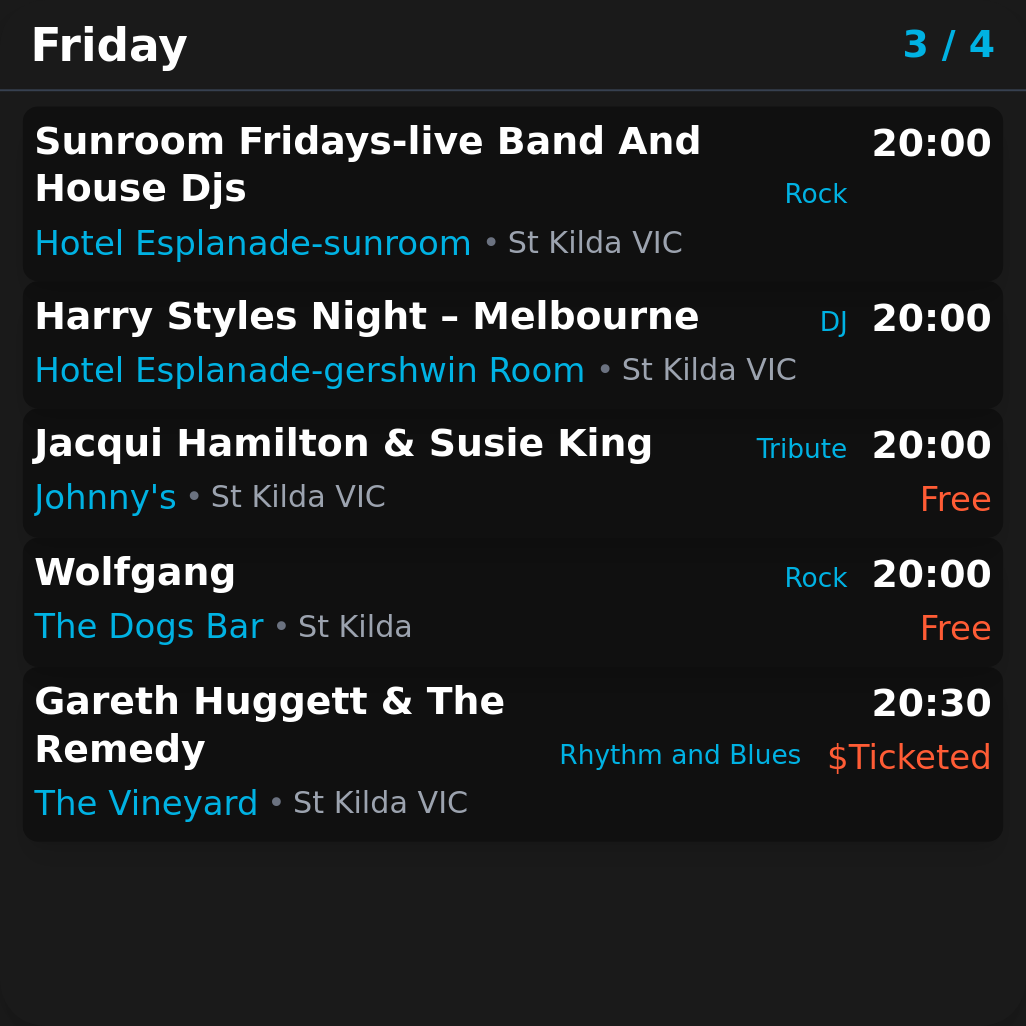 Friday
3 / 4
Sunroom Fridays-live Band And
House Djs
Rock
20:00
Hotel Esplanade-sunroom • St Kilda VIC
Harry Styles Night – Melbourne
DJ
20:00
Hotel Esplanade-gershwin Room • St Kilda VIC
Jacqui Hamilton & Susie King
Tribute
20:00
Johnny's • St Kilda VIC
Free
Wolfgang
Rock
20:00
The Dogs Bar • St Kilda
Free
Gareth Huggett & The
Remedy
Rhythm and Blues
20:30
$Ticketed
The Vineyard • St Kilda VIC